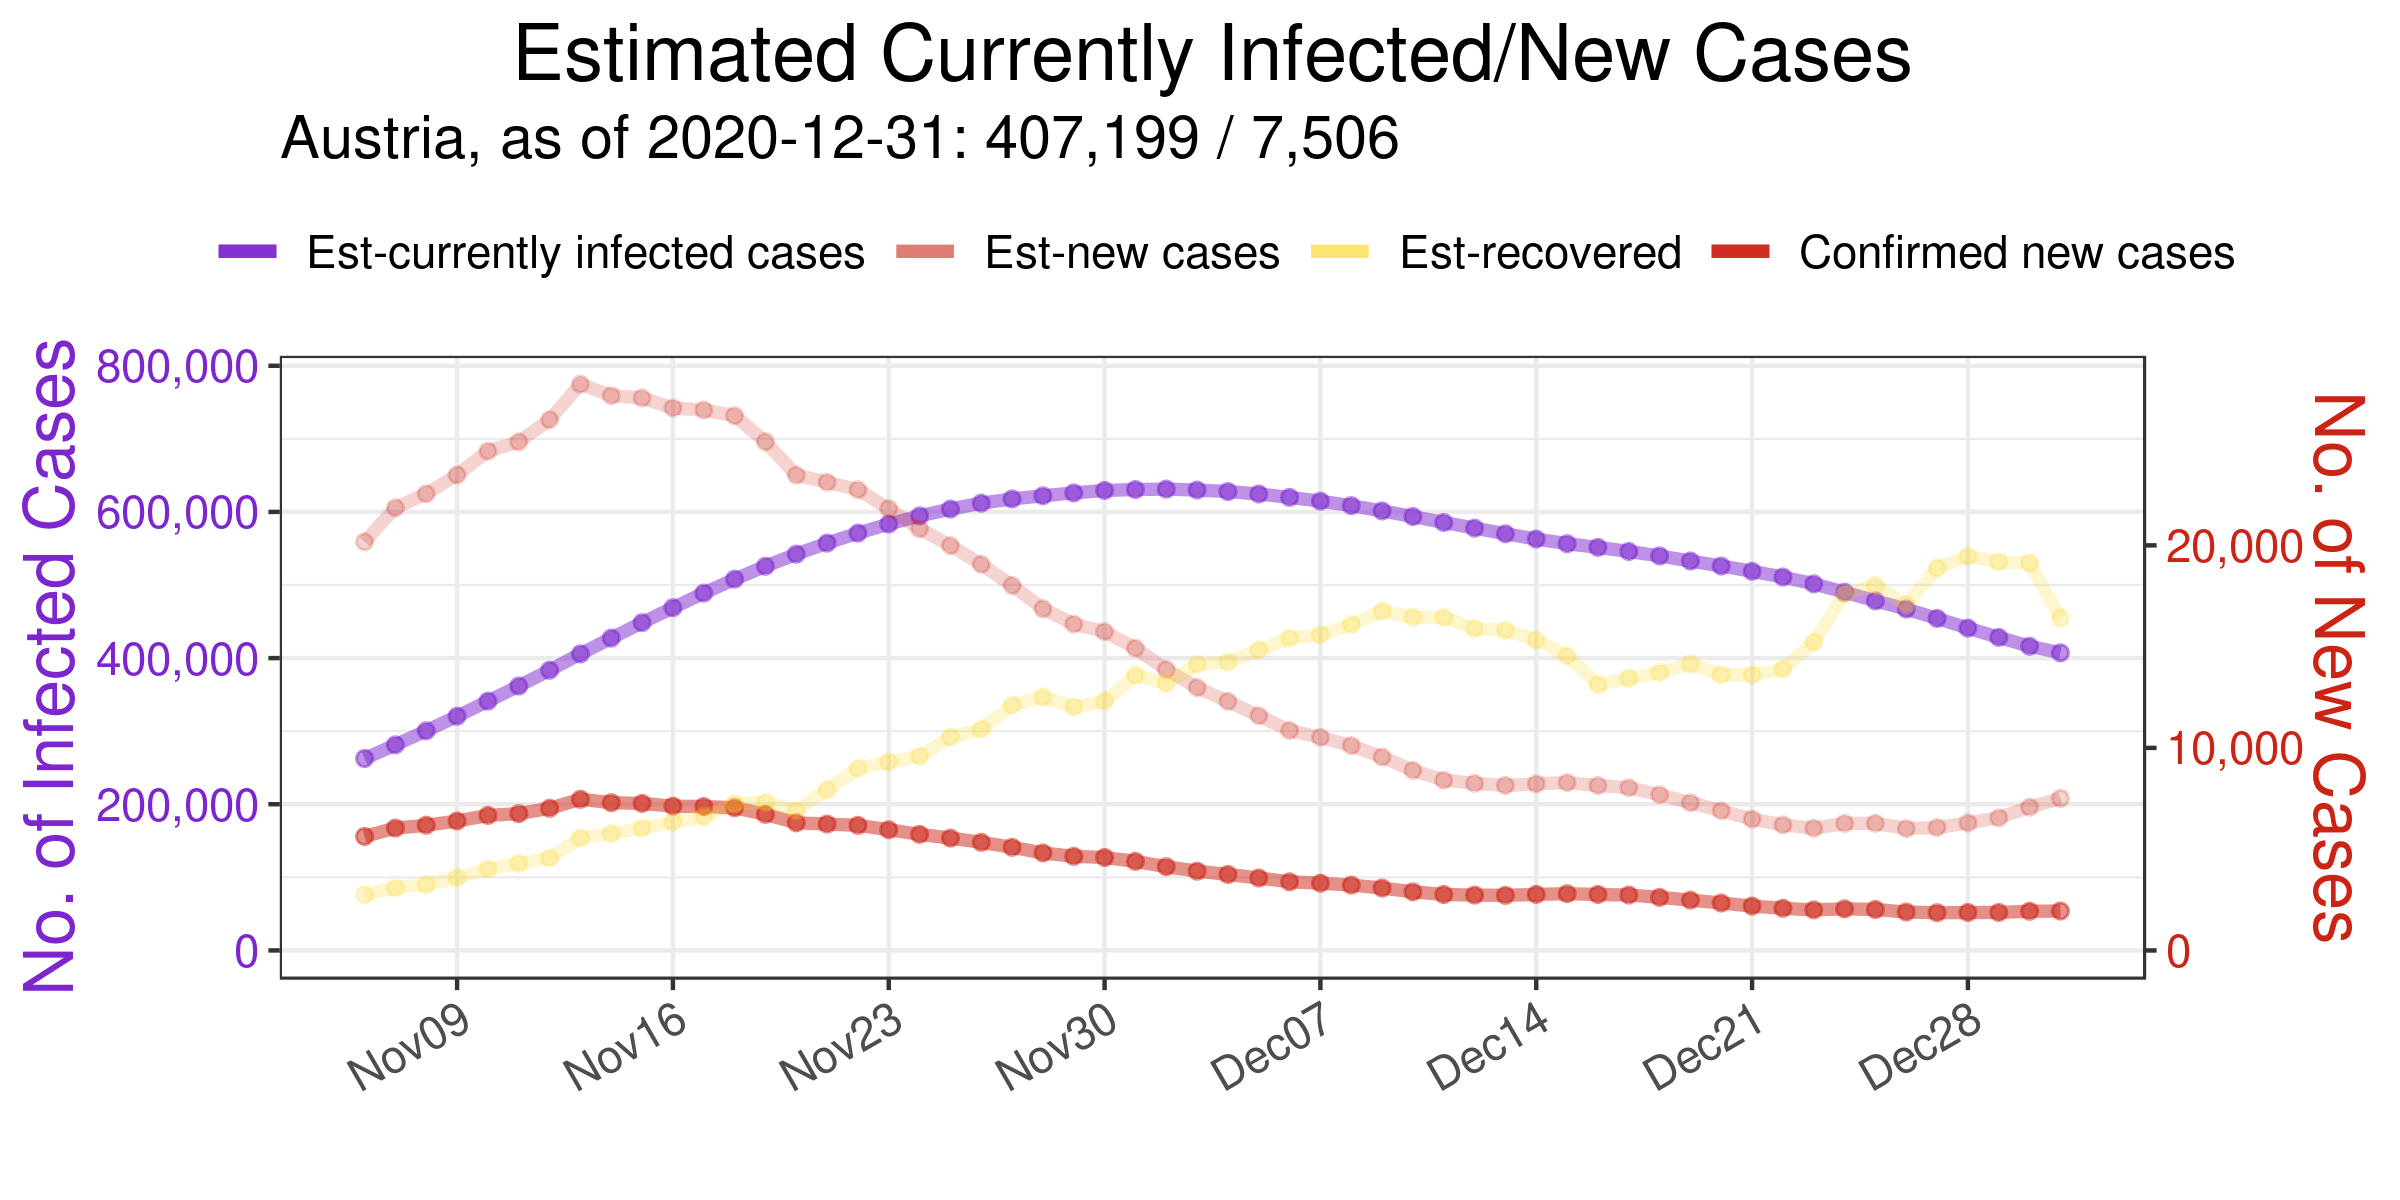 Estimated Currently Infected/New Cases
Austria, as of 2020-12-31: 407,199 / 7,506
Est-currently infected cases Est-new cases Est-recovered Confirmed new cases
No. of Infected Cases
800,000
600,000
400,000
200,000
0
20,000
10,000
0
No. of New Cases
Nov09 Nov16 Nov23 Nov30 Dec07 Dec14 Dec21 Dec28